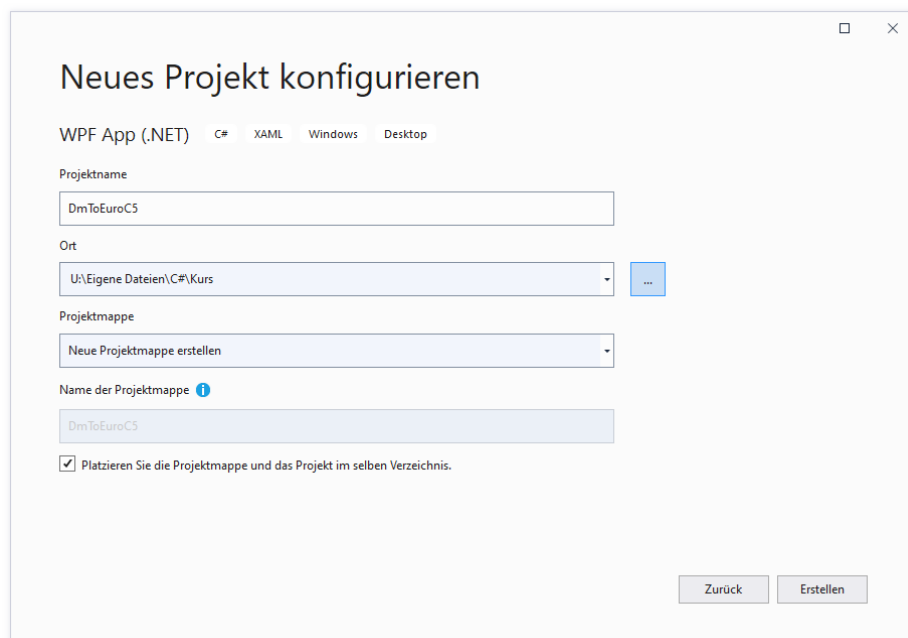 Neues Projekt konfigurieren
WPF App (.NET) C# XAML Windows Desktop
Projektname
DmToEuroC5
Ort
U:\Eigene Dateien\C#\Kurs
...
Projektmappe
Neue Projektmappe erstellen
Name der Projektmappe
DmToEuroC5
Platzieren Sie die Projektmappe und das Projekt im selben Verzeichnis.
Zurück Erstellen